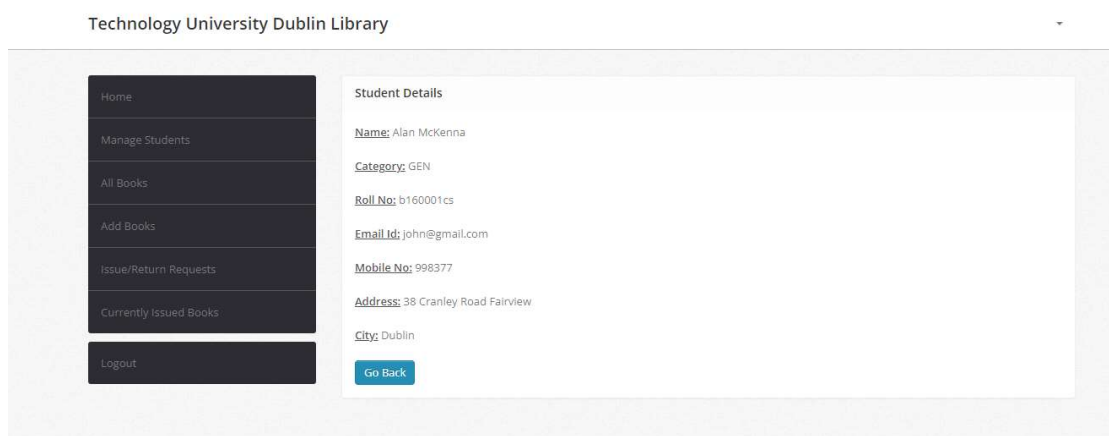 Technology University Dublin Library
Home
Manage Students
All Books
Add Books
Issue/Return Requests
Currently Issued Books
Logout
Student Details
Name: Alan McKenna
Category: GEN
Roll No: b160001cs
Email Id: john@gmail.com
Mobile No: 998377
Address: 38 Cranley Road Fairview
City: Dublin
Go Back